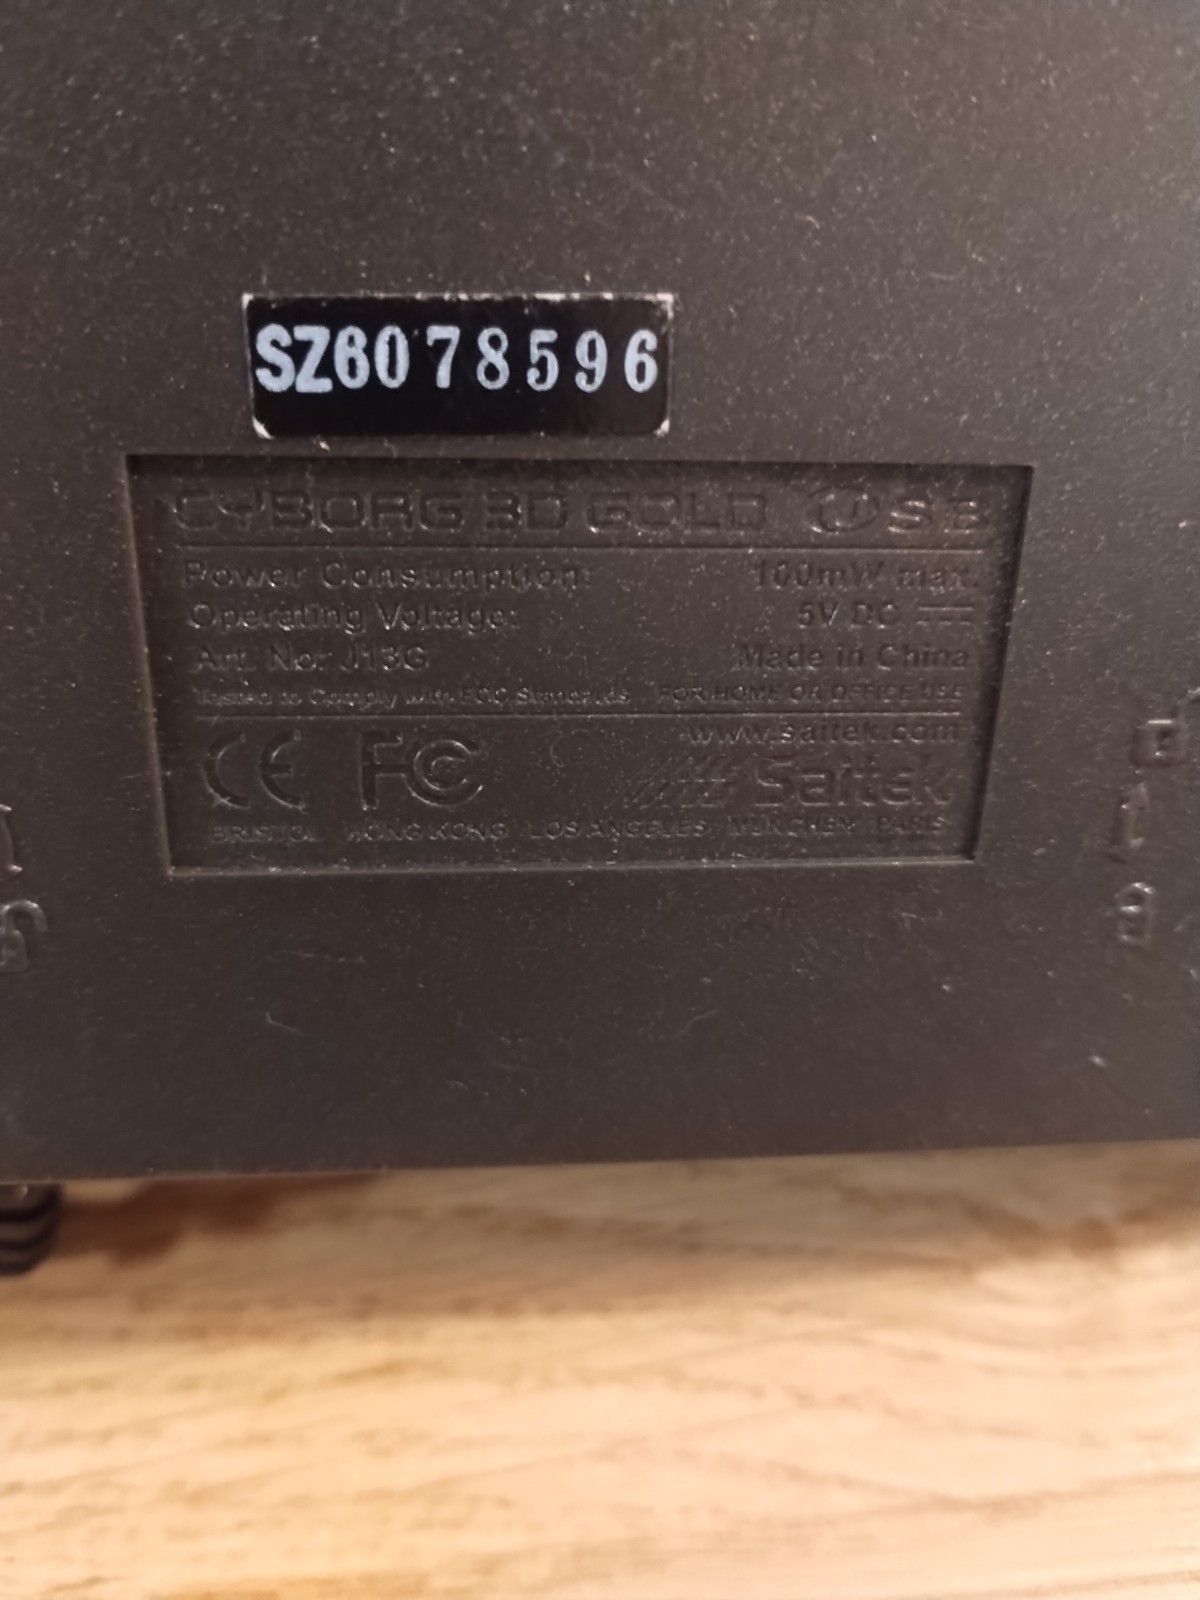 SZ6078596
CYBORG 3D GOLD USB
Power Consumption: 100mW max.
Operating Voltage: 5V DC
Art. No: J13G Made in China
Tested to Comply with FCC Standards FOR HOME OR OFFICE USE
www.saitek.com
CE FC Saitek
BRISTOL HONG KONG LOS ANGELES MÜNCHEN PARIS